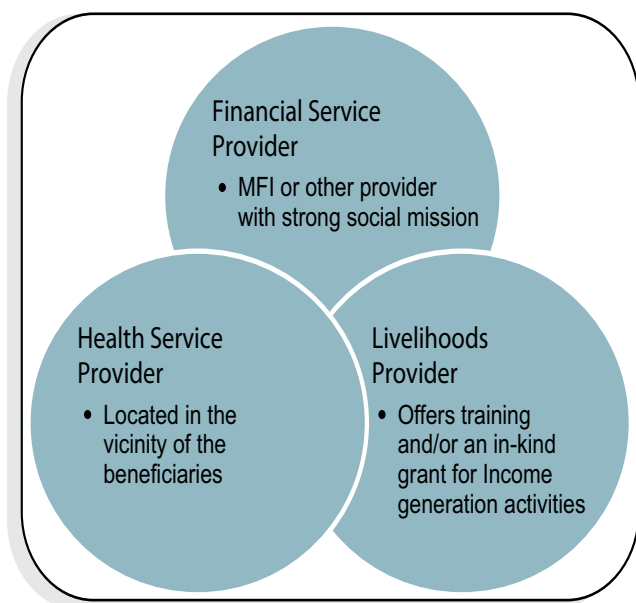 Financial Service
Provider
• MFI or other provider
with strong social mission
Health Service
Provider
• Located in the
vicinity of the
beneficiaries
Livelihoods
Provider
• Offers training
and/or an in-kind
grant for Income
generation activities